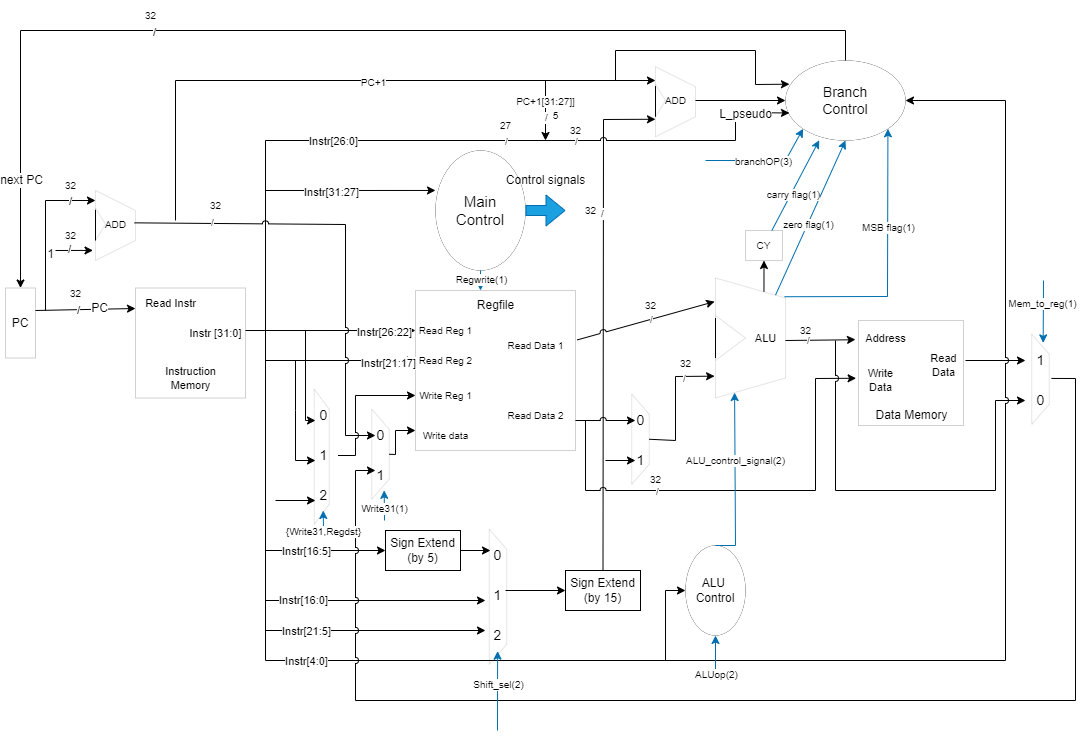 32
PC+1
PC+1[31:27]]
5
ADD
Branch
Control
L_pseudo
27
32
Instr[26:0]
branchOP(3)
next PC
32
Instr[31:27]
Main
Control
Control signals
carry flag(1)
32
32
ADD
zero flag(1)
MSB flag(1)
32
1
CY
Regwrite(1)
32
PC
PC
Read Instr
Instr [31:0]
Instruction
Memory
Regfile
Instr[26:22]
Read Reg 1
Instr[21:17]
Read Reg 2
Write Reg 1
Write data
Read Data 1
Read Data 2
32
32
ALU
32
Address
Write
Data
Read
Data
Data Memory
Mem_to_reg(1)
1
0
0
1
2
0
1
0
1
ALU_control_signal(2)
32
Write31(1)
{Write31,Regdst}
Instr[16:5]
Sign Extend
(by 5)
0
1
2
Instr[16:0]
Instr[21:5]
Instr[4:0]
Sign Extend
(by 15)
ALU
Control
ALUop(2)
Shift_sel(2)